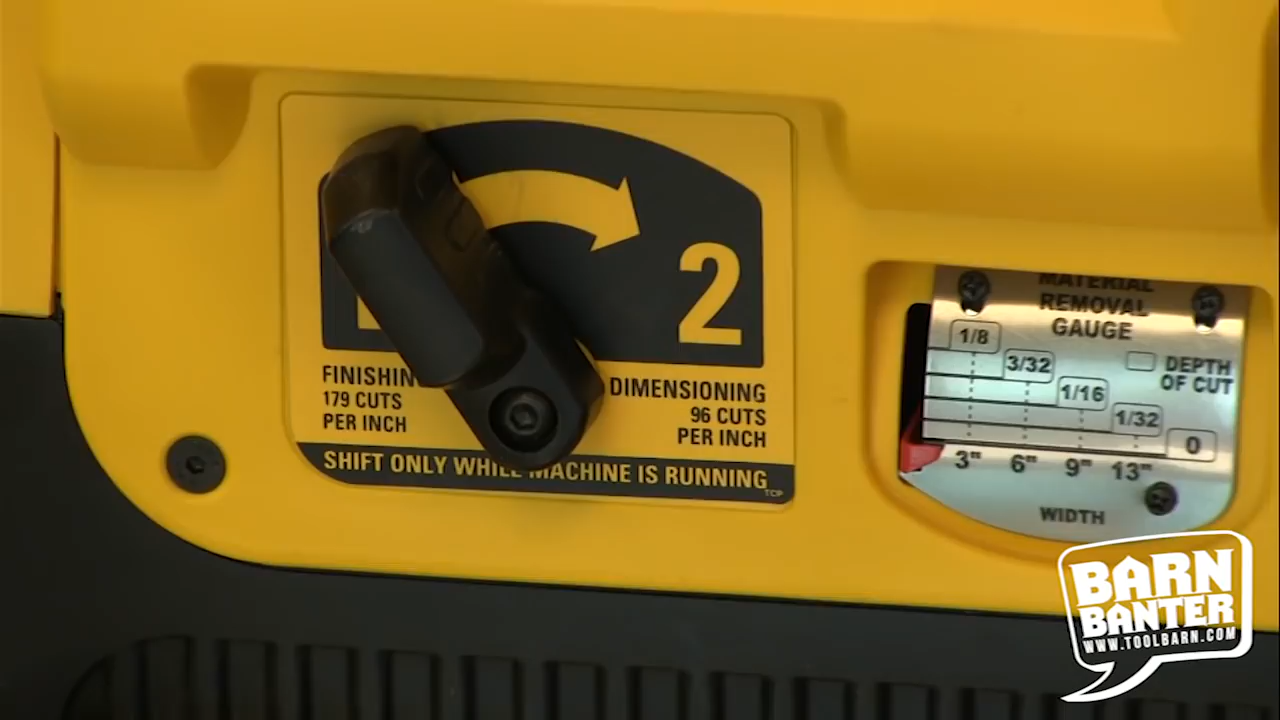 2
FINISHIN
179 CUTS
PER INCH
DIMENSIONING
96 CUTS
PER INCH
SHIFT ONLY WHILE MACHINE IS RUNNING
TCP
MATERIAL
REMOVAL
GAUGE
1/8
3/32
1/16
1/32
0
DEPTH
OF CUT
3" 6" 9" 13"
WIDTH
BARN
BANTER
WWW.TOOLBARN.COM